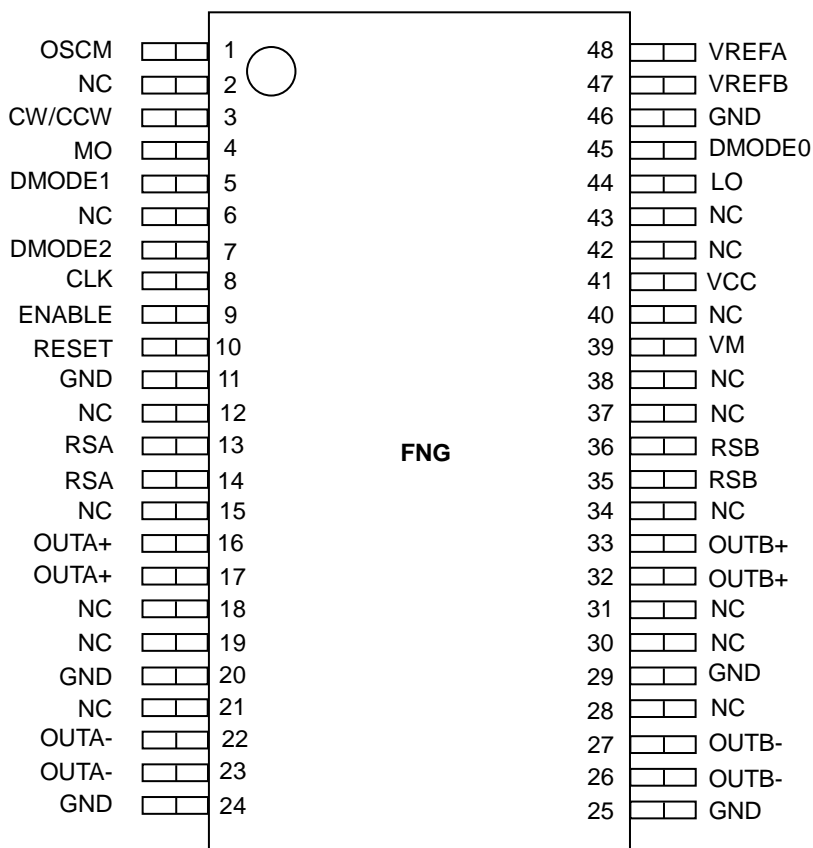 OSCM 1 48 VREFA
NC 2 47 VREFB
CW/CCW 3 46 GND
MO 4 45 DMODE0
DMODE1 5 44 LO
NC 6 43 NC
DMODE2 7 42 NC
CLK 8 41 VCC
ENABLE 9 40 NC
RESET 10 39 VM
GND 11 38 NC
NC 12 37 NC
RSA 13 36 RSB
FNG
RSA 14 35 RSB
NC 15 34 NC
OUTA+ 16 33 OUTB+
OUTA+ 17 32 OUTB+
NC 18 31 NC
NC 19 30 NC
GND 20 29 GND
NC 21 28 NC
OUTA- 22 27 OUTB-
OUTA- 23 26 OUTB-
GND 24 25 GND